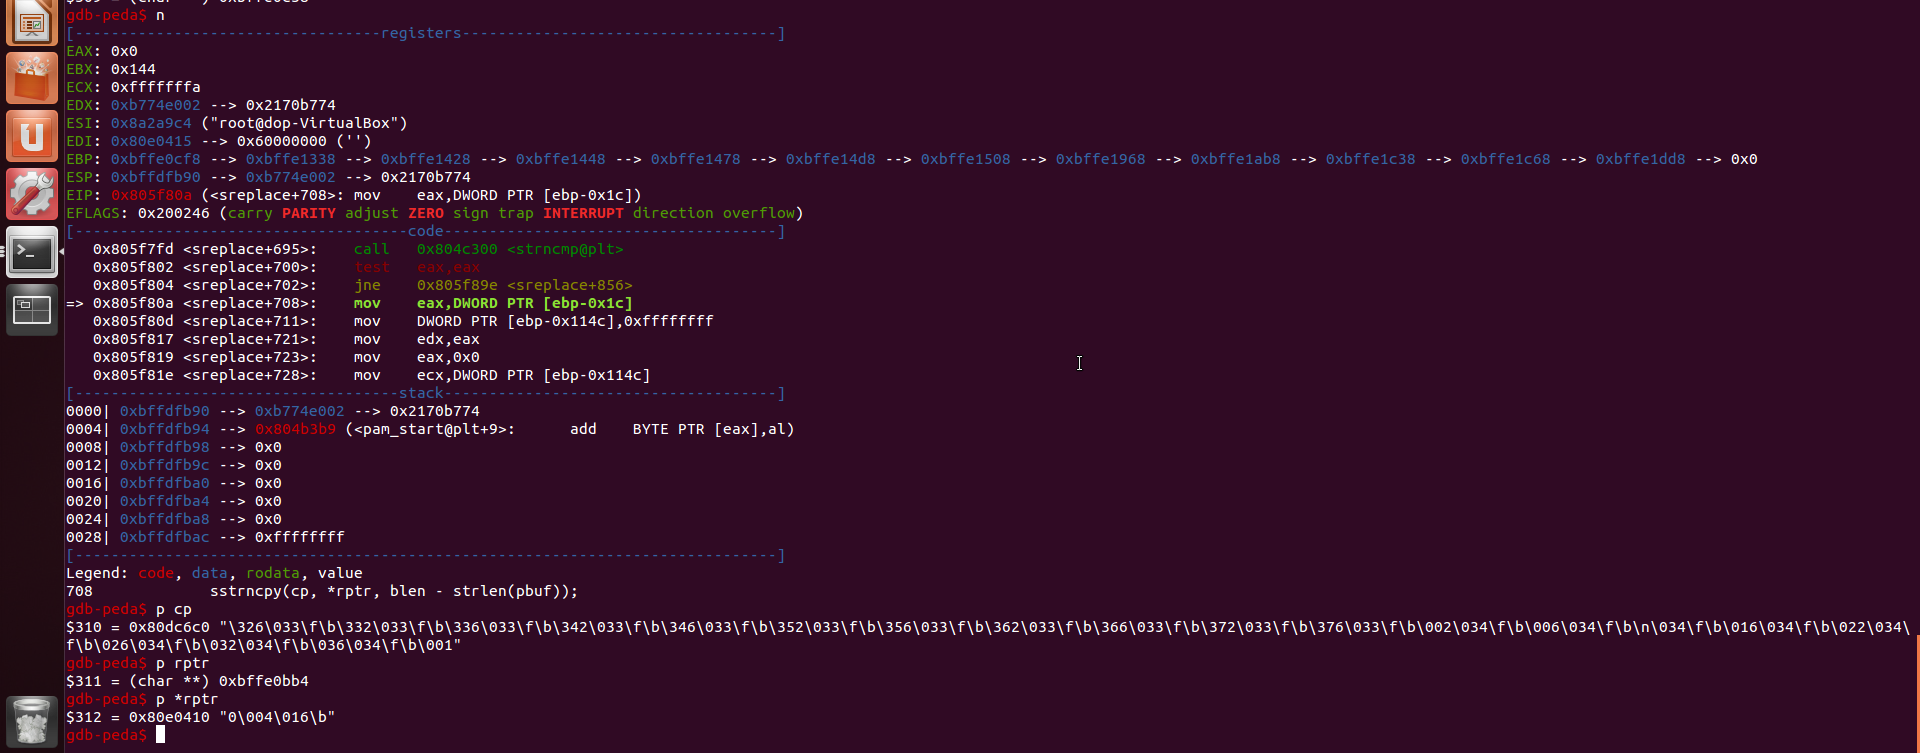 gdb-peda$ n
[----------------------------------registers-----------------------------------]
EAX: 0x0
EBX: 0x144
ECX: 0xfffffffa
EDX: 0xb774e002 --> 0x2170b774
ESI: 0x8a2a9c4 ("root@dop-VirtualBox")
EDI: 0x80e0415 --> 0x60000000 ('')
EBP: 0xbffe0cf8 --> 0xbffe1338 --> 0xbffe1428 --> 0xbffe1448 --> 0xbffe1478 --> 0xbffe14d8 --> 0xbffe1508 --> 0xbffe1968 --> 0xbffe1ab8 --> 0xbffe1c38 --> 0xbffe1c68 --> 0xbffe1dd8 --> 0x0
ESP: 0xbffdfb90 --> 0xb774e002 --> 0x2170b774
EIP: 0x805f80a (<sreplace+708>: mov    eax,DWORD PTR [ebp-0x1c])
EFLAGS: 0x200246 (carry PARITY adjust ZERO sign trap INTERRUPT direction overflow)
[-------------------------------------code-------------------------------------]
   0x805f7fd <sreplace+695>:    call   0x804c300 <strncmp@plt>
   0x805f802 <sreplace+700>:    test   eax,eax
   0x805f804 <sreplace+702>:    jne    0x805f89e <sreplace+856>
=> 0x805f80a <sreplace+708>:    mov    eax,DWORD PTR [ebp-0x1c]
   0x805f80d <sreplace+711>:    mov    DWORD PTR [ebp-0x114c],0xffffffff
   0x805f817 <sreplace+721>:    mov    edx,eax
   0x805f819 <sreplace+723>:    mov    eax,0x0
   0x805f81e <sreplace+728>:    mov    ecx,DWORD PTR [ebp-0x114c]
[------------------------------------stack-------------------------------------]
0000| 0xbffdfb90 --> 0xb774e002 --> 0x2170b774
0004| 0xbffdfb94 --> 0x804b3b9 (<pam_start@plt+9>:      add    BYTE PTR [eax],al)
0008| 0xbffdfb98 --> 0x0
0012| 0xbffdfb9c --> 0x0
0016| 0xbffdfba0 --> 0x0
0020| 0xbffdfba4 --> 0x0
0024| 0xbffdfba8 --> 0x0
0028| 0xbffdfbac --> 0xffffffff
[------------------------------------------------------------------------------]
Legend: code, data, rodata, value
708             sstrncpy(cp, *rptr, blen - strlen(pbuf));
gdb-peda$ p cp
$310 = 0x80dc6c0 "\326\033\f\b\332\033\f\b\336\033\f\b\342\033\f\b\346\033\f\b\352\033\f\b\356\033\f\b\362\033\f\b\366\033\f\b\372\033\f\b\376\033\f\b\002\034\f\b\006\034\f\b\n\034\f\b\016\034\f\b\022\034\
f\b\026\034\f\b\032\034\f\b\036\034\f\b\001"
gdb-peda$ p rptr
$311 = (char **) 0xbffe0bb4
gdb-peda$ p *rptr
$312 = 0x80e0410 "0\004\016\b"
gdb-peda$